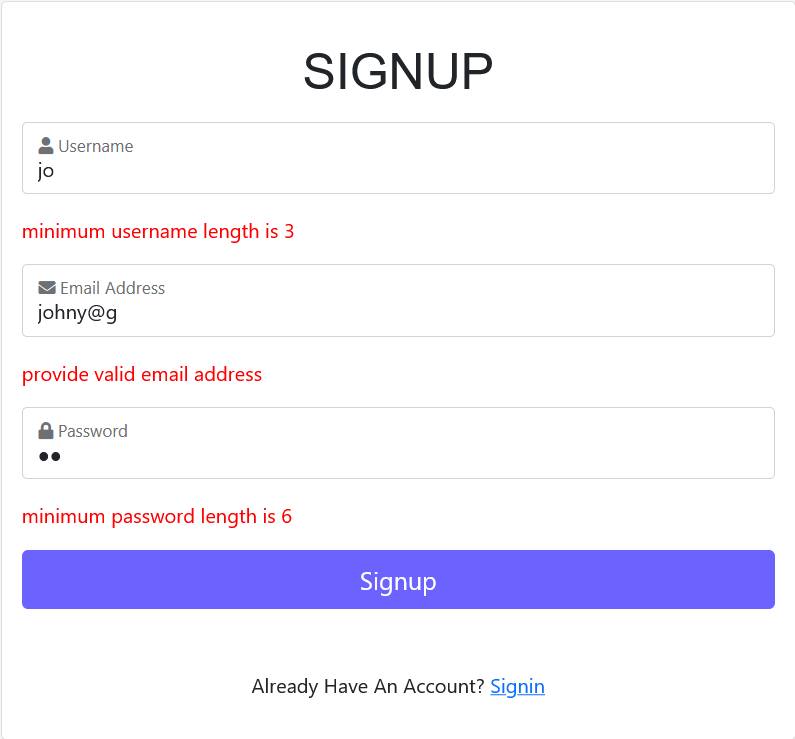 SIGNUP
Username
jo
minimum username length is 3
Email Address
johny@g
provide valid email address
Password
●●
minimum password length is 6
Signup
Already Have An Account? Signin